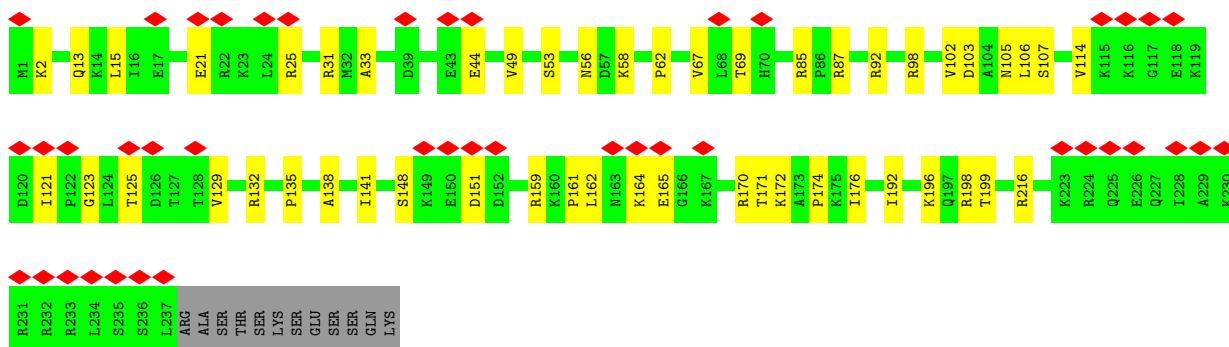 M1 K2 Q13 K14 L15 I16 E17 E21 R22 K23 L24 R25 R31 M32 A33 D39 E43 E44 V49 S53 N56 D57 K58 P62 V67 L68 T69 H70 R85 P86 R87 R92 R98 V102 D103 A104 N105 L106 S107 V114 K115 K116 G117 E118 K119
D120 I121 P122 G123 L124 T125 D126 T127 T128 V129 R132 P135 A138 I141 S148 K149 E150 D151 D152 R159 K160 P161 L162 N163 K164 E165 G166 K167 R170 T171 K172 A173 P174 K175 I176 I192 K196 Q197 R198 T199 R216 K223 R224 Q225 E226 Q227 I228 A229 K230
R231 R232 R233 L234 S235 S236 L237 ARG ALA SER THR SER LYS SER GLU SER SER GLN LYS